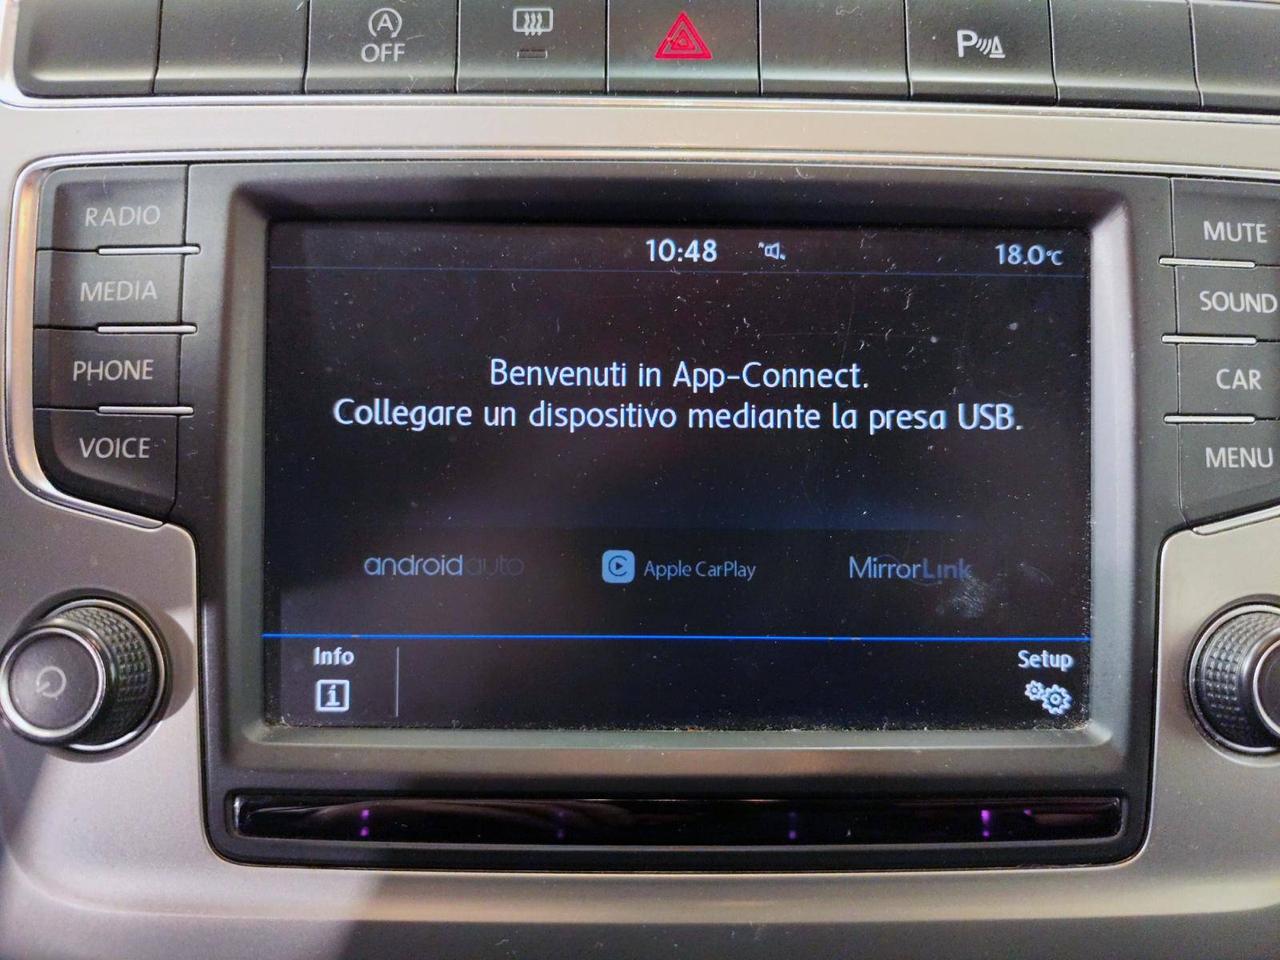 A
OFF
P
RADIO
MEDIA
PHONE
VOICE
10:48
18.0°C
Benvenuti in App-Connect.
Collegare un dispositivo mediante la presa USB.
androidauto
Apple CarPlay
MirrorLink
Info
i
Setup
MUTE
SOUND
CAR
MENU